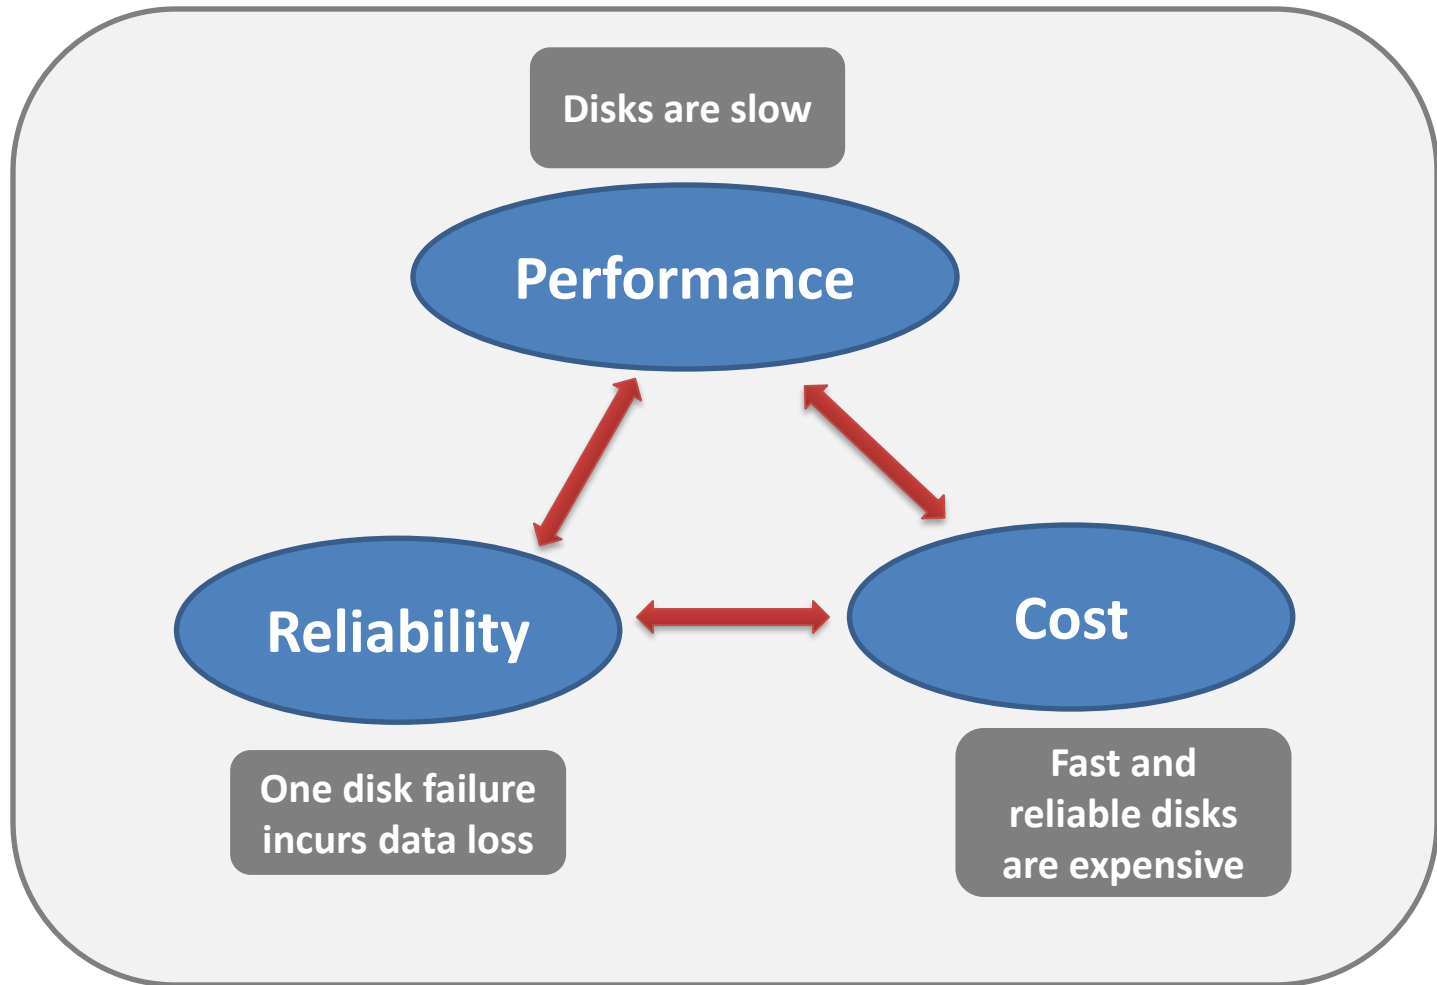 Disks are slow
Performance
Reliability
Cost
One disk failure
incurs data loss
Fast and
reliable disks
are expensive